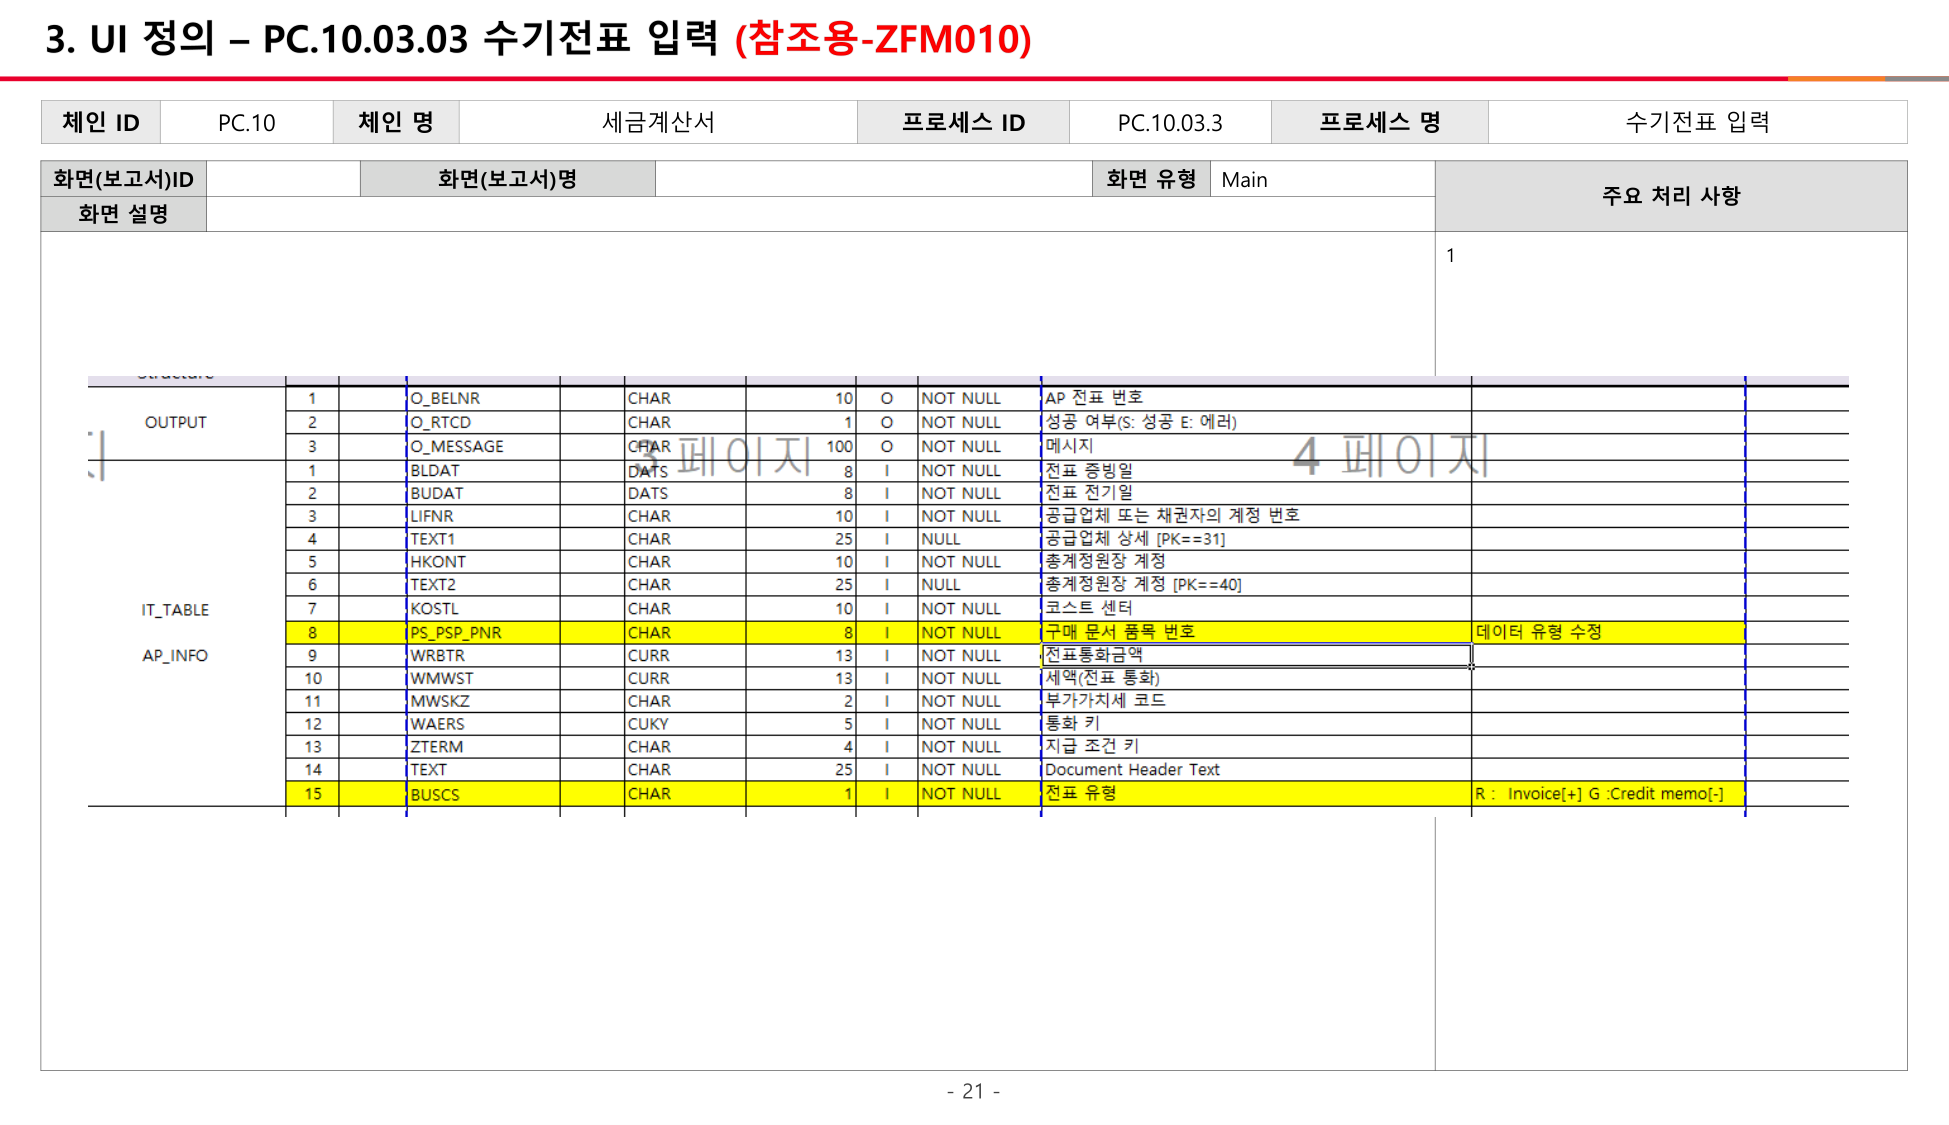 3. UI 정의 – PC.10.03.03 수기전표 입력 (참조용-ZFM010)
체인 ID PC.10 체인 명 세금계산서 프로세스 ID PC.10.03.3 프로세스 명 수기전표 입력
화면(보고서)ID 화면(보고서)명 화면 유형 Main 주요 처리 사항
화면 설명
1
Structure
OUTPUT
1 O_BELNR CHAR 10 O NOT NULL AP 전표 번호
2 O_RTCD CHAR 1 O NOT NULL 성공 여부(S: 성공 E: 에러)
3 O_MESSAGE CHAR 100 O NOT NULL 메시지
3 페이지 4 페이지
IT_TABLE
AP_INFO
1 BLDAT DATS 8 I NOT NULL 전표 증빙일
2 BUDAT DATS 8 I NOT NULL 전표 전기일
3 LIFNR CHAR 10 I NOT NULL 공급업체 또는 채권자의 계정 번호
4 TEXT1 CHAR 25 I NULL 공급업체 상세 [PK==31]
5 HKONT CHAR 10 I NOT NULL 총계정원장 계정
6 TEXT2 CHAR 25 I NULL 총계정원장 계정 [PK==40]
7 KOSTL CHAR 10 I NOT NULL 코스트 센터
8 PS_PSP_PNR CHAR 8 I NOT NULL 구매 문서 품목 번호 데이터 유형 수정
9 WRBTR CURR 13 I NOT NULL 전표통화금액
10 WMWST CURR 13 I NOT NULL 세액(전표 통화)
11 MWSKZ CHAR 2 I NOT NULL 부가가치세 코드
12 WAERS CUKY 5 I NOT NULL 통화 키
13 ZTERM CHAR 4 I NOT NULL 지급 조건 키
14 TEXT CHAR 25 I NOT NULL Document Header Text
15 BUSCS CHAR 1 I NOT NULL 전표 유형 R : Invoice[+] G :Credit memo[-]
- 21 -